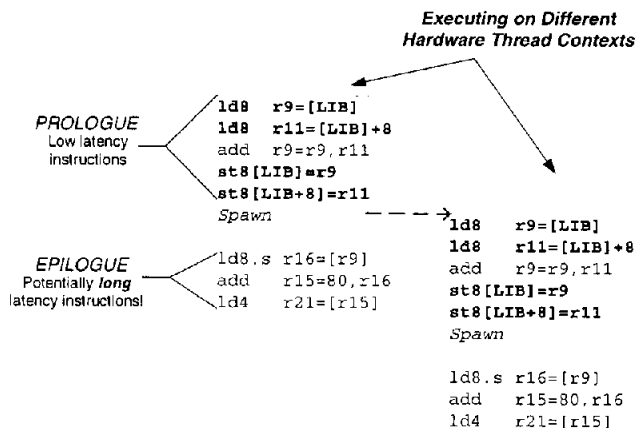 Executing on Different
Hardware Thread Contexts
PROLOGUE
Low latency
instructions
ld8 r9=[LIB]
ld8 r11=[LIB]+8
add r9=r9,r11
st8[LIB]=r9
st8[LIB+8]=r11
Spawn
EPILOGUE
Potentially long
latency instructions!
ld8.s r16=[r9]
add r15=80,r16
ld4 r21=[r15]
ld8 r9=[LIB]
ld8 r11=[LIB]+8
add r9=r9,r11
st8[LIB]=r9
st8[LIB+8]=r11
Spawn
ld8.s r16=[r9]
add r15=80,r16
ld4 r21=[r15]